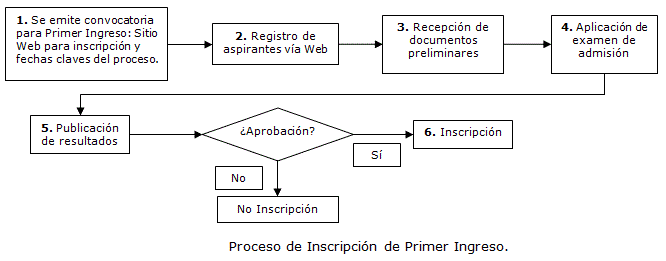 1. Se emite convocatoria
para Primer Ingreso: Sitio
Web para inscripción y
fechas claves del proceso.
2. Registro de
aspirantes vía Web
3. Recepción de
documentos
preliminares
4. Aplicación de
examen de
admisión
5. Publicación
de resultados
¿Aprobación?
6. Inscripción
Sí
No
No Inscripción
Proceso de Inscripción de Primer Ingreso.